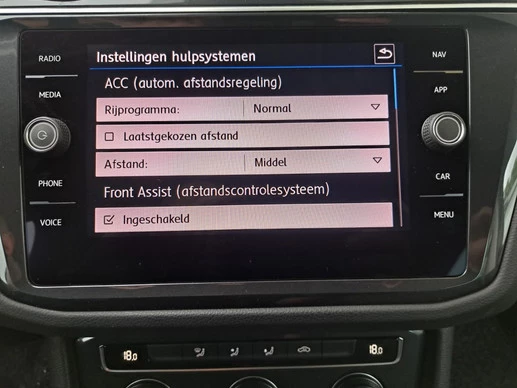 RADIO
Instellingen hulpsystemen
NAV
ACC (autom. afstandsregeling)
MEDIA
APP
Rijprogramma: Normal
Laatstgekozen afstand
Afstand: Middel
PHONE
CAR
Front Assist (afstandscontrolesysteem)
VOICE
Ingeschakeld
MENU
18.0
18.0